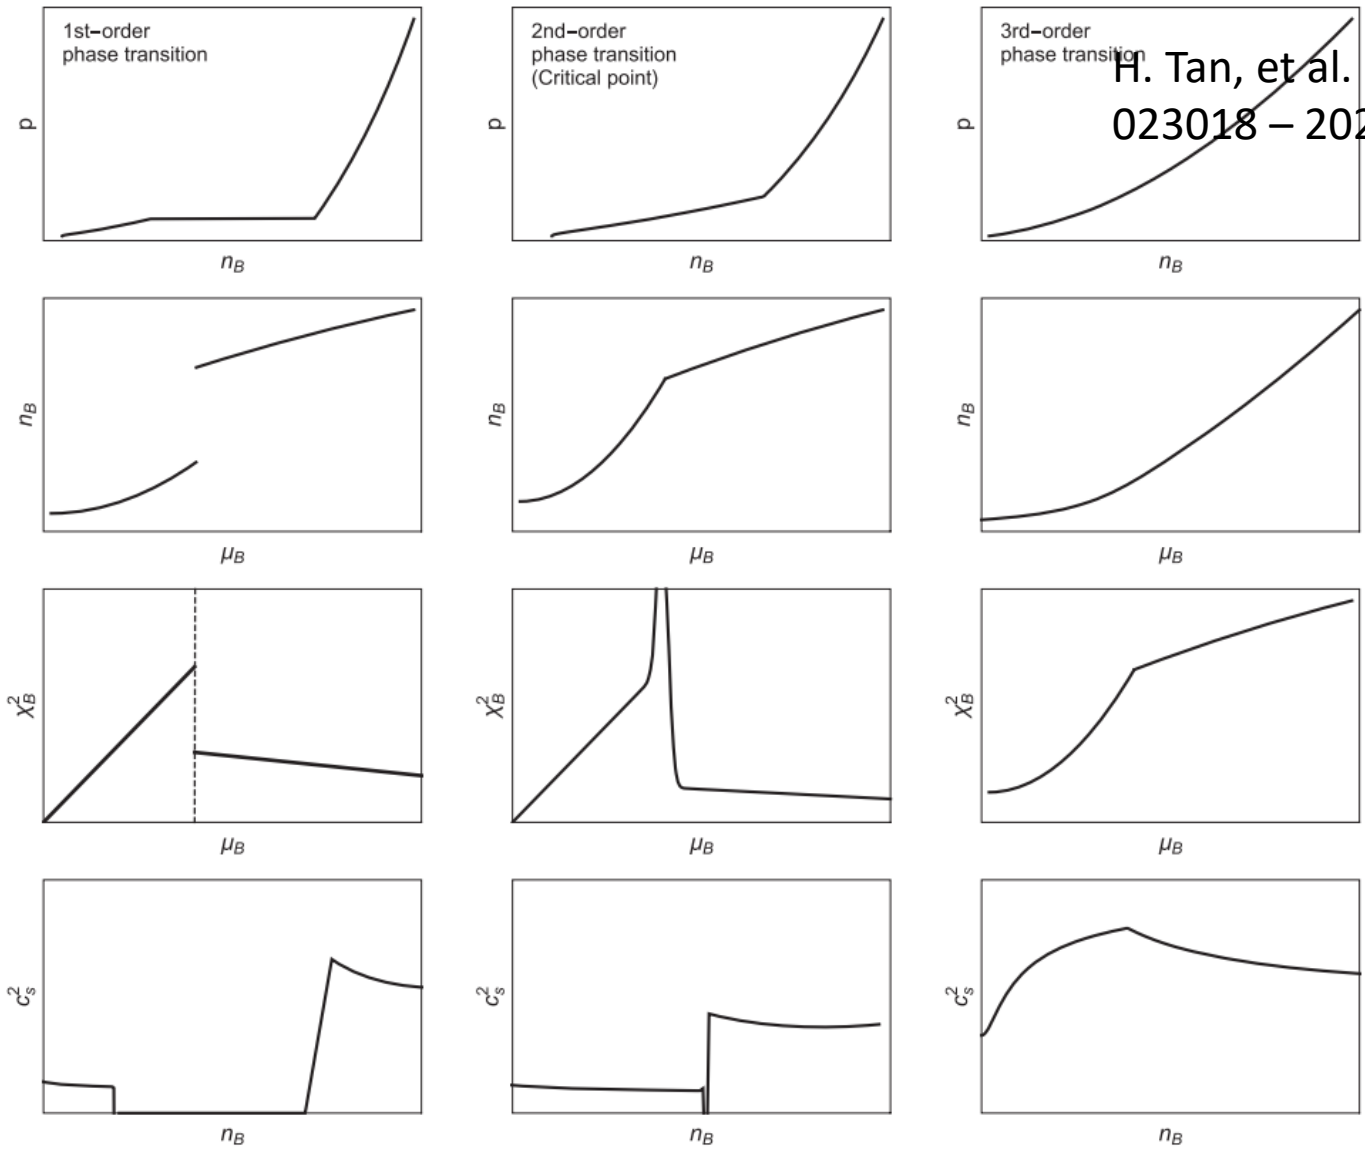 1st–order
phase transition
2nd–order
phase transition
(Critical point)
3rd–order
phase transition
H. Tan, et al.
023018 – 202
p
p
p
n_B
n_B
n_B
n_B
n_B
n_B
μ_B
μ_B
μ_B
χ²_B
χ²_B
χ²_B
μ_B
μ_B
μ_B
c²_s
c²_s
c²_s
n_B
n_B
n_B